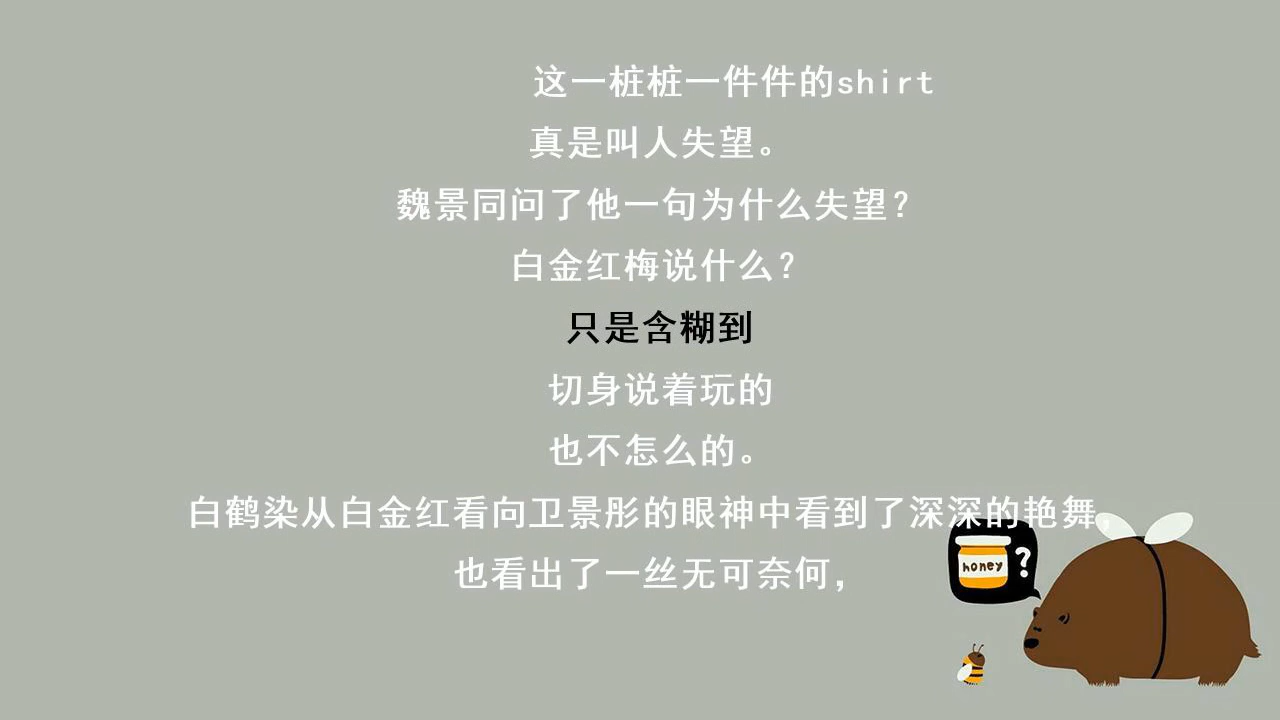 这一桩桩一件件的shirt
真是叫人失望。
魏景同问了他一句为什么失望?
白金红梅说什么?
只是含糊到
切身说着玩的
也不怎么的。
白鹤染从白金红看向卫景彤的眼神中看到了深深的艳舞,
也看出了一丝无可奈何,
honey
?